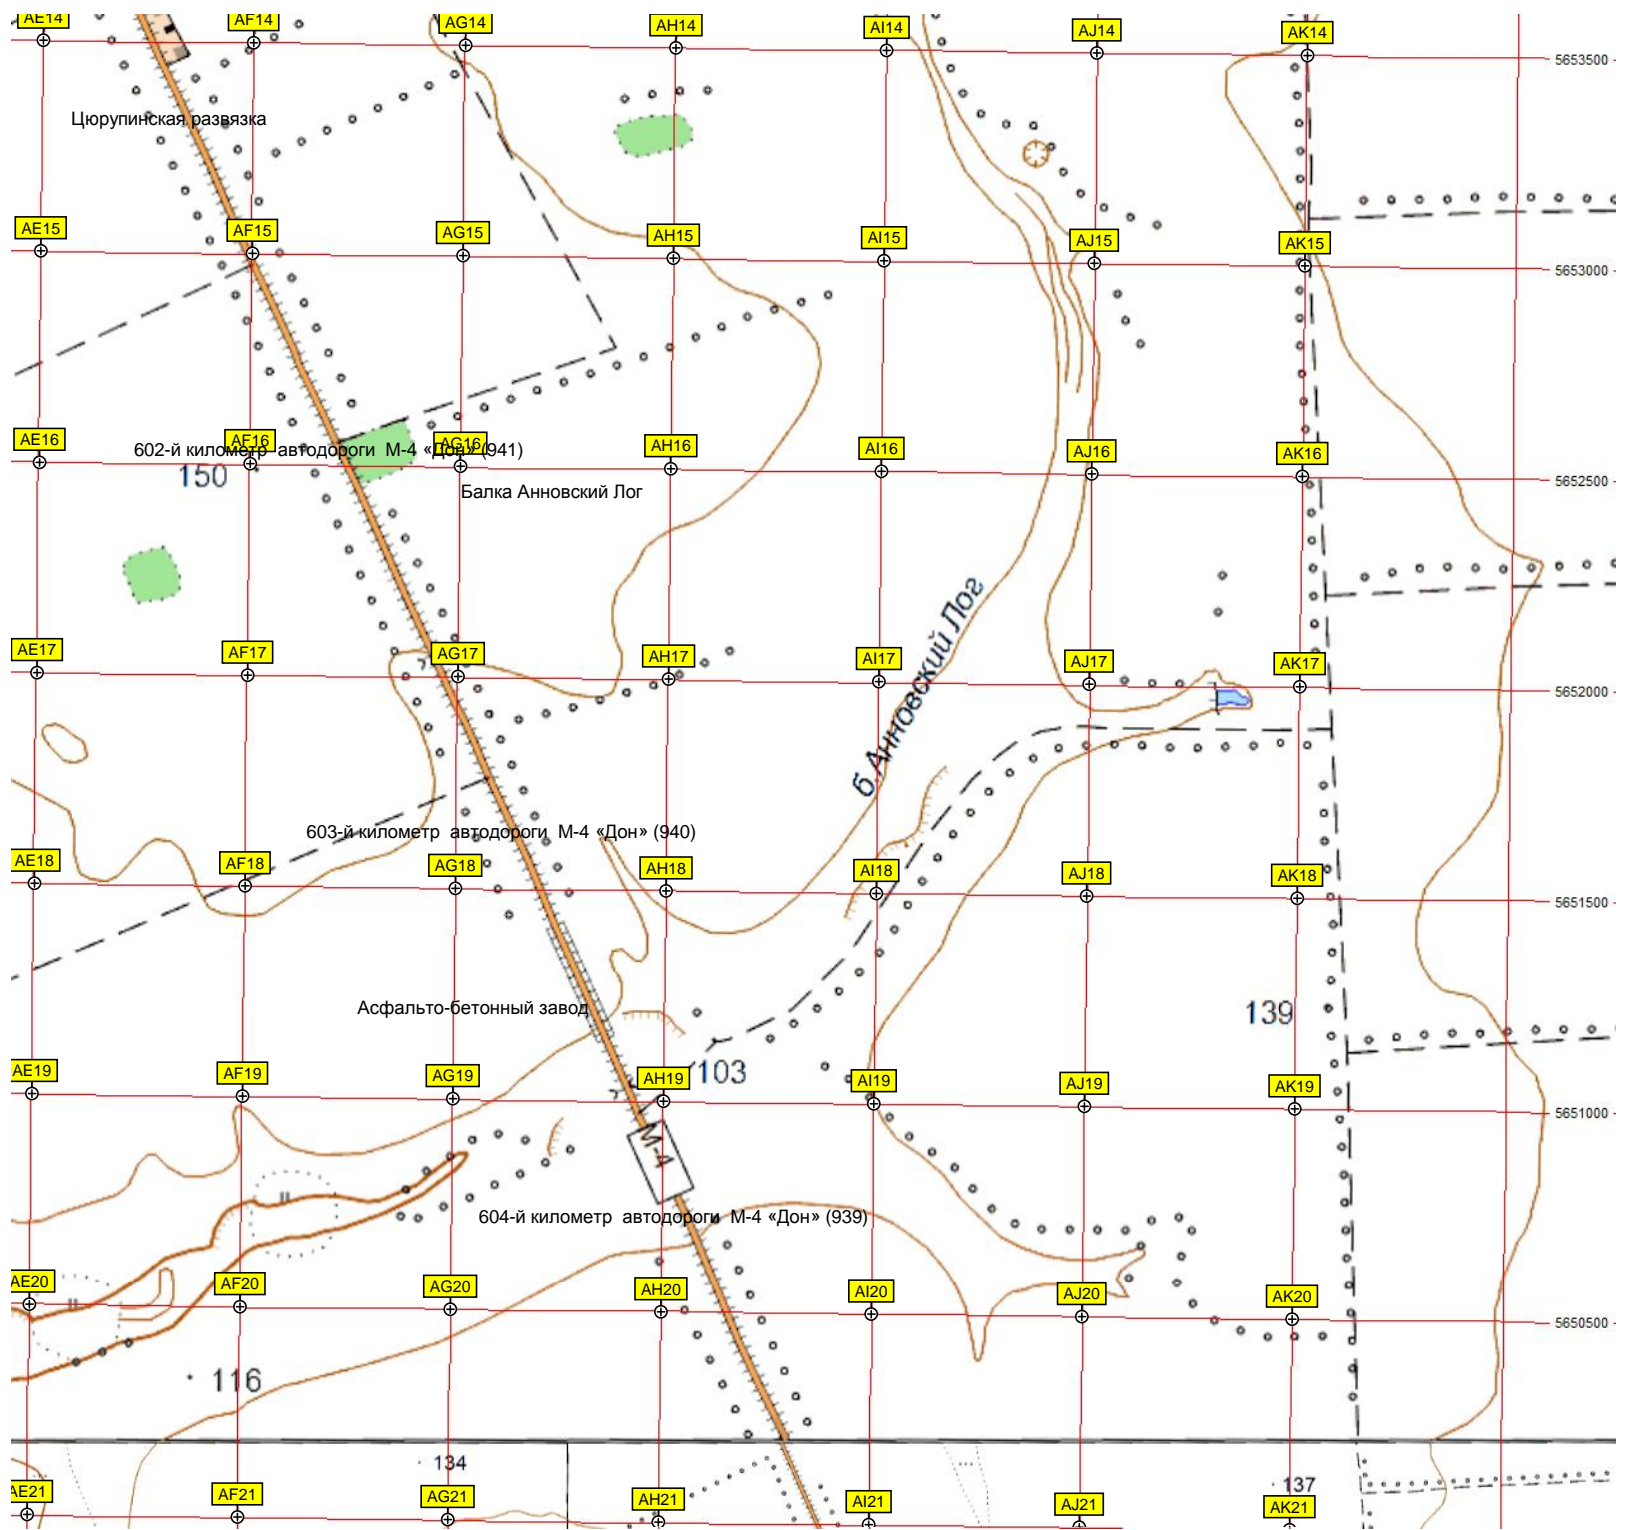 AE14 AF14 AG14 AH14 AI14 AJ14 AK14
5653500
Цюрупинская развязка
AE15 AF15 AG15 AH15 AI15 AJ15 AK15
5653000
AE16 AF16 AG16 AH16 AI16 AJ16 AK16
602-й километр автодороги М-4 «Дон» (941)
150
5652500
Балка Анновский Лог
б.Анновский Лог
AE17 AF17 AG17 AH17 AI17 AJ17 AK17
5652000
603-й километр автодороги М-4 «Дон» (940)
AE18 AF18 AG18 AH18 AI18 AJ18 AK18
5651500
Асфальто-бетонный завод
139
103
AE19 AF19 AG19 AH19 AI19 AJ19 AK19
5651000
М-4
604-й километр автодороги М-4 «Дон» (939)
AE20 AF20 AG20 AH20 AI20 AJ20 AK20
5650500
116
134
137
AE21 AF21 AG21 AH21 AI21 AJ21 AK21